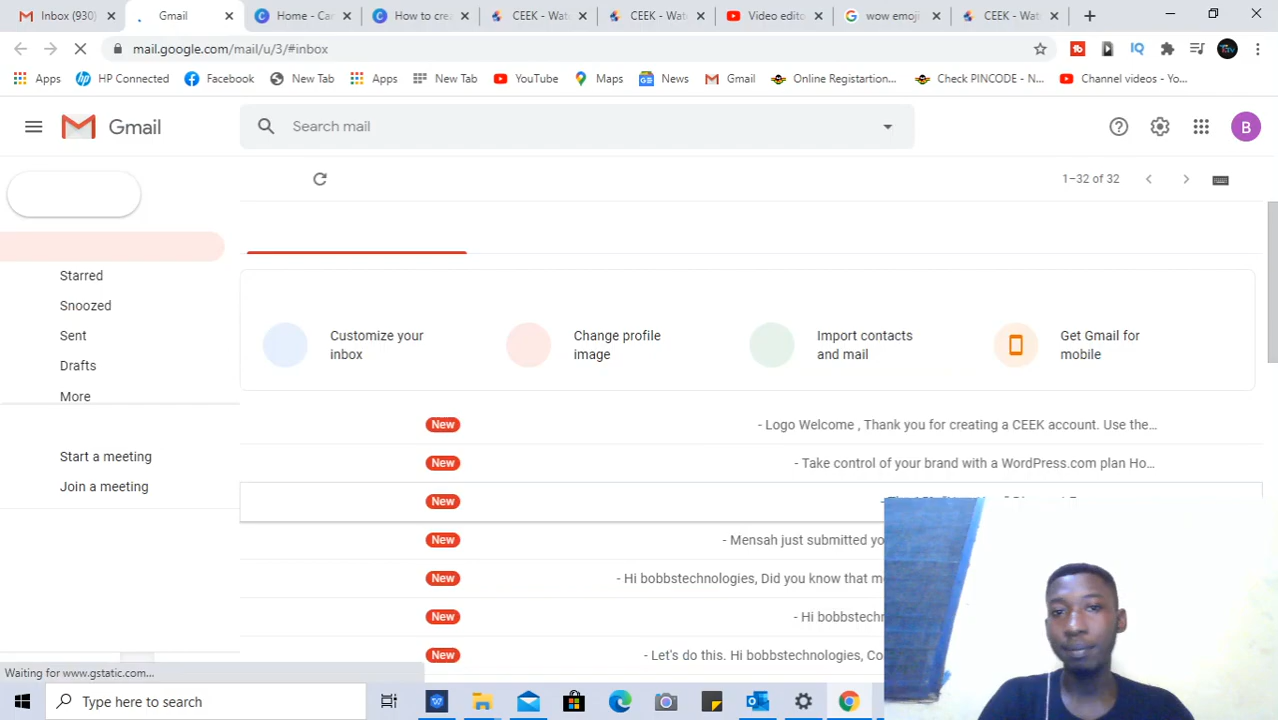 Inbox (930)
Gmail
Home - Ca
How to cre
CEEK - Wat
CEEK - Wat
Video edito
wow emoji
CEEK - Wat
mail.google.com/mail/u/3/#inbox
IQ
Apps
HP Connected
Facebook
New Tab
Apps
New Tab
YouTube
Maps
News
Gmail
Online Registartion...
Check PINCODE - N...
Channel videos - Yo...
Gmail
Search mail
B
1–32 of 32
Starred
Snoozed
Sent
Drafts
More
Start a meeting
Join a meeting
Customize your
inbox
Change profile
image
Import contacts
and mail
Get Gmail for
mobile
New - Logo Welcome , Thank you for creating a CEEK account. Use the...
New - Take control of your brand with a WordPress.com plan Ho...
New
New - Mensah just submitted yo
New - Hi bobbstechnologies, Did you know that m
New - Hi bobbstech
New - Let's do this. Hi bobbstechnologies, Co
Waiting for www.gstatic.com...
Type here to search